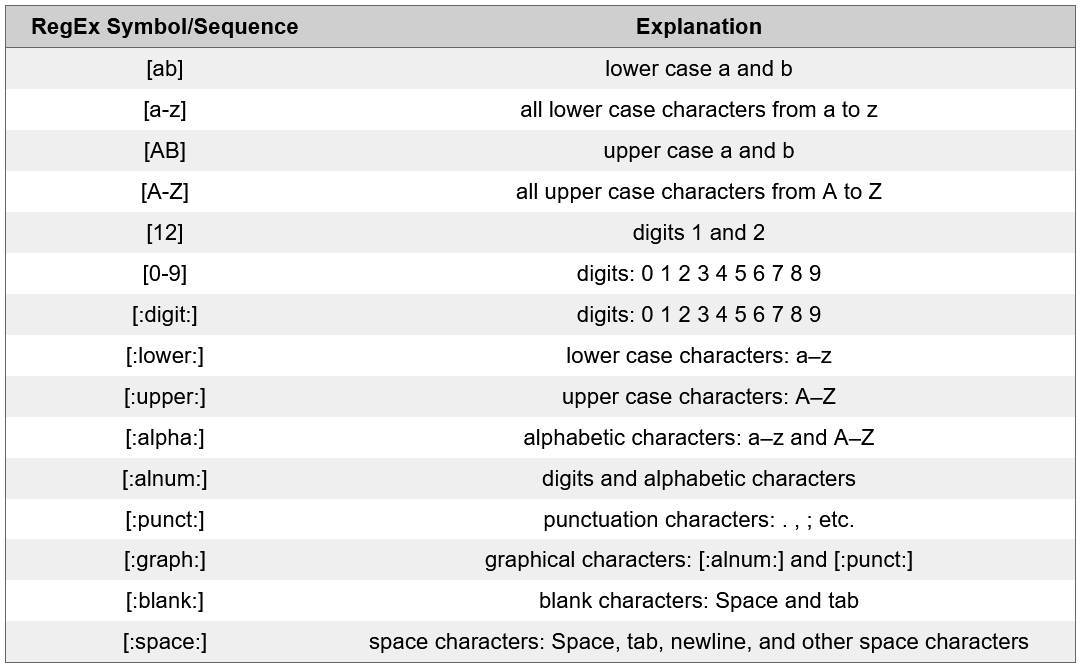 RegEx Symbol/Sequence Explanation
[ab] lower case a and b
[a-z] all lower case characters from a to z
[AB] upper case a and b
[A-Z] all upper case characters from A to Z
[12] digits 1 and 2
[0-9] digits: 0 1 2 3 4 5 6 7 8 9
[:digit:] digits: 0 1 2 3 4 5 6 7 8 9
[:lower:] lower case characters: a–z
[:upper:] upper case characters: A–Z
[:alpha:] alphabetic characters: a–z and A–Z
[:alnum:] digits and alphabetic characters
[:punct:] punctuation characters: . , ; etc.
[:graph:] graphical characters: [:alnum:] and [:punct:]
[:blank:] blank characters: Space and tab
[:space:] space characters: Space, tab, newline, and other space characters